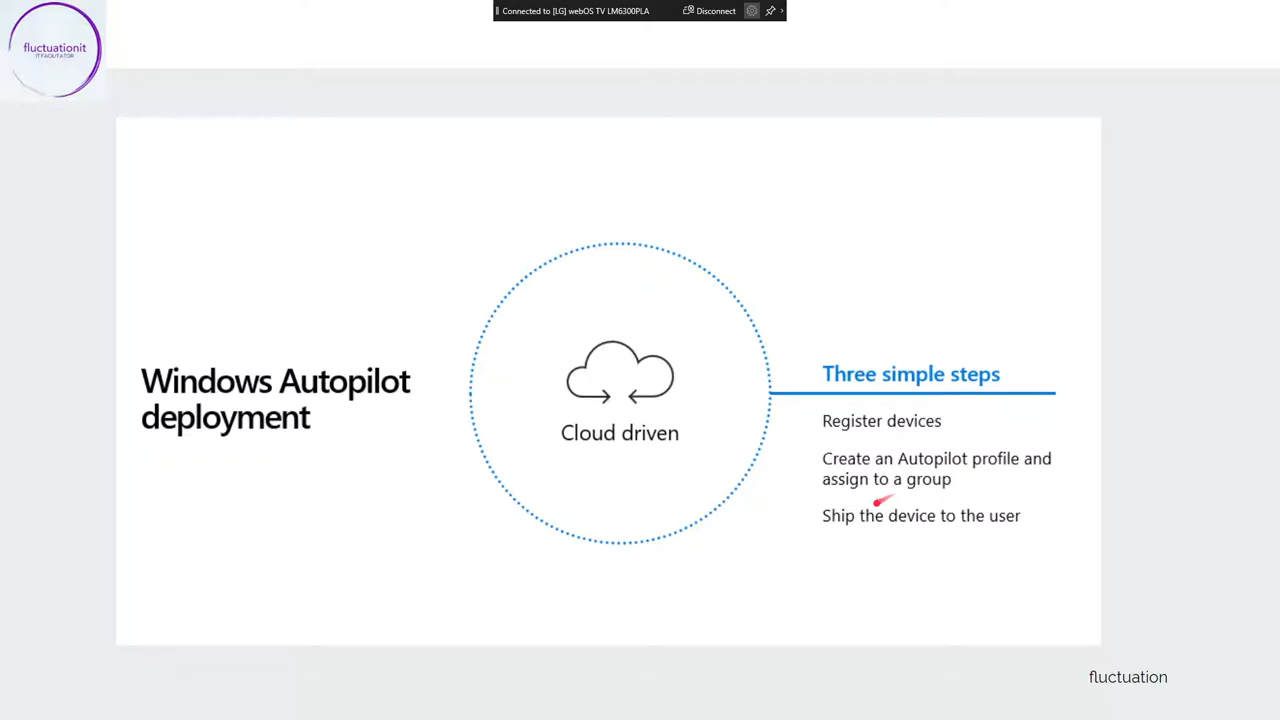 Connected to [LG] webOS TV LM6300PLA Disconnect
fluctuationit
IT FACILITATOR
Windows Autopilot
deployment
Cloud driven
Three simple steps
Register devices
Create an Autopilot profile and
assign to a group
Ship the device to the user
fluctuation